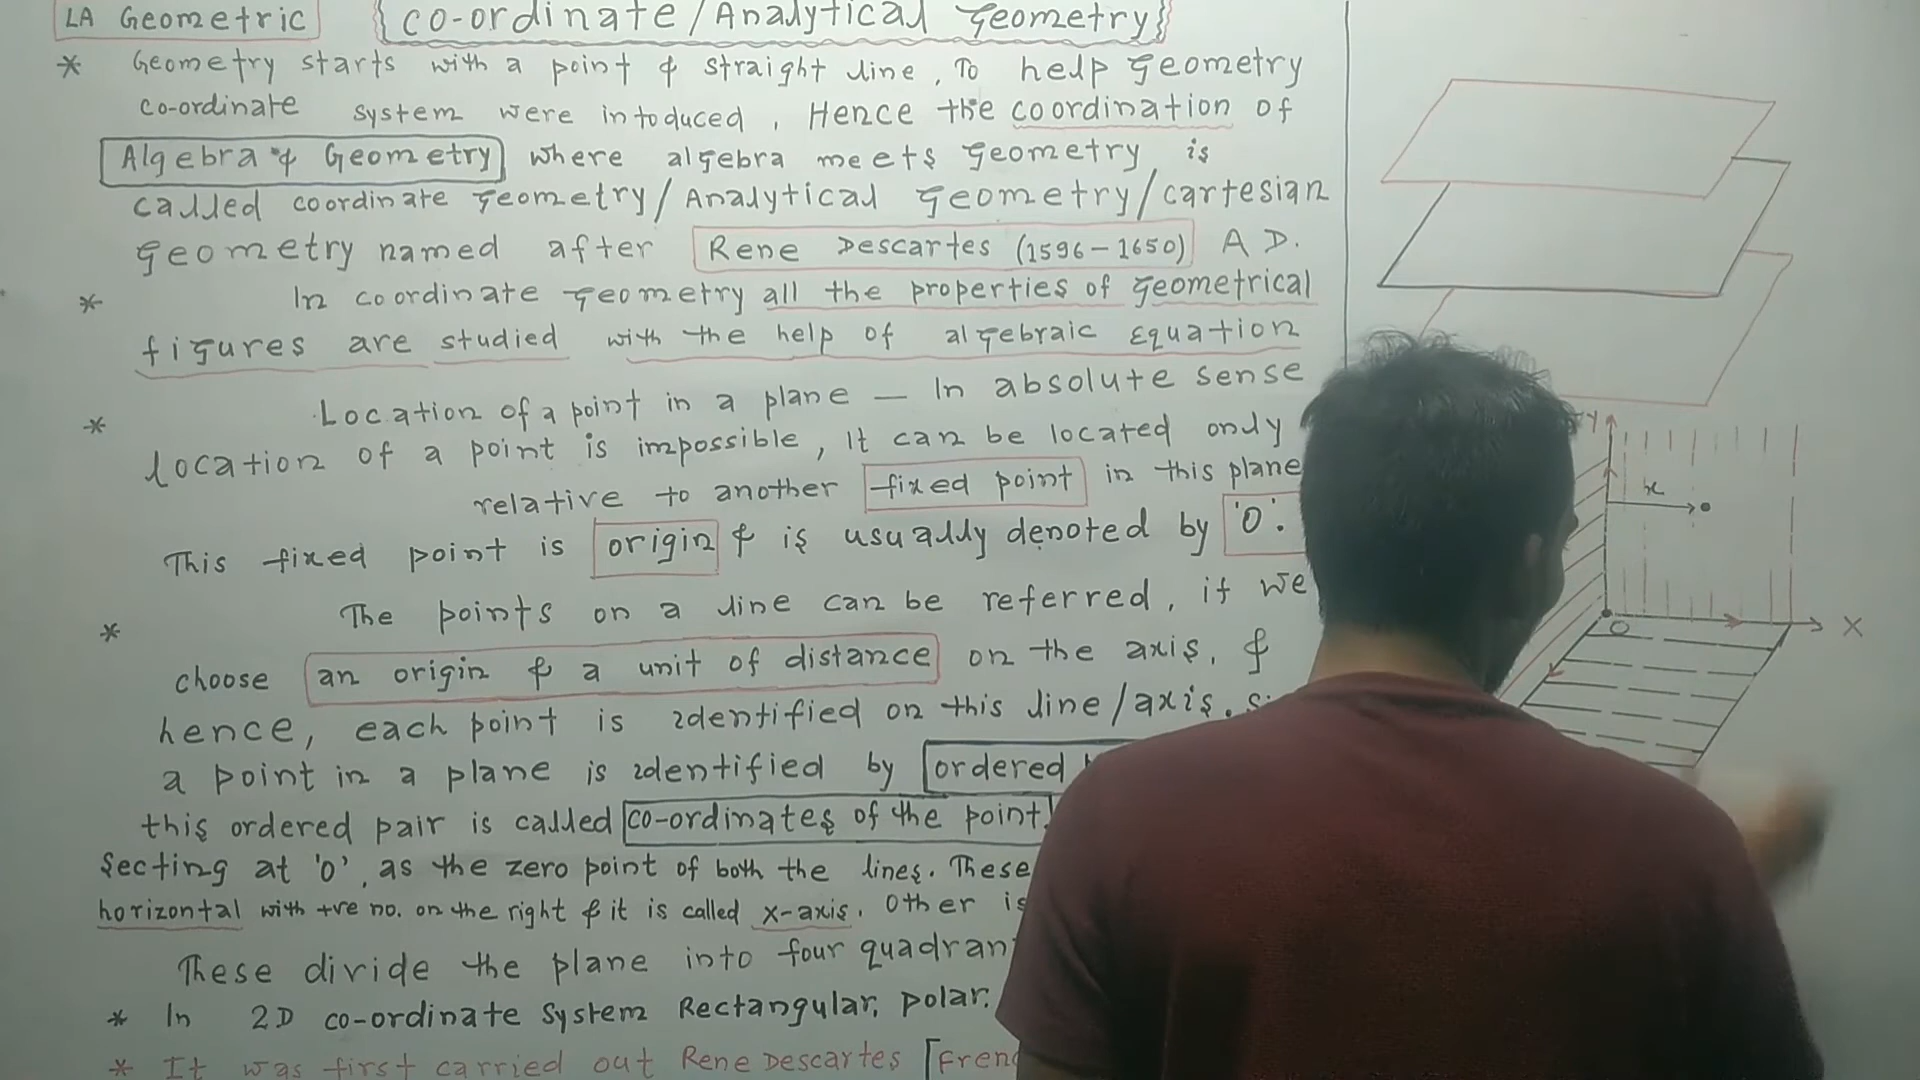 LA Geometric {co-ordinate/Analytical Geometry}
* Geometry starts with a point & straight line, To help Geometry
co-ordinate system were intoduced, Hence the coordination of
Algebra & Geometry where algebra meets Geometry is
called coordinate Geometry/Analytical Geometry/cartesian
Geometry named after Rene Descartes (1596-1650) A D.
* In coordinate Geometry all the properties of Geometrical
figures are studied with the help of algebraic Equation
* Location of a point in a plane — In absolute sense
location of a point is impossible, it can be located only
relative to another fixed point in this plane
This fixed point is origin & is usually denoted by 'O'.
* The points on a line can be referred, if we
choose an origin & a unit of distance on the axis, &
hence, each point is identified on this line/axis.
a point in a plane is identified by ordered
this ordered pair is called co-ordinates of the point.
secting at 'O', as the zero point of both the lines. These
horizontal with +ve no. on the right & it is called x-axis. Other is
These divide the plane into four
* In 2D co-ordinate System Rectangular, polar.
* It was first carried out Rene Descartes
Y
x
O
X